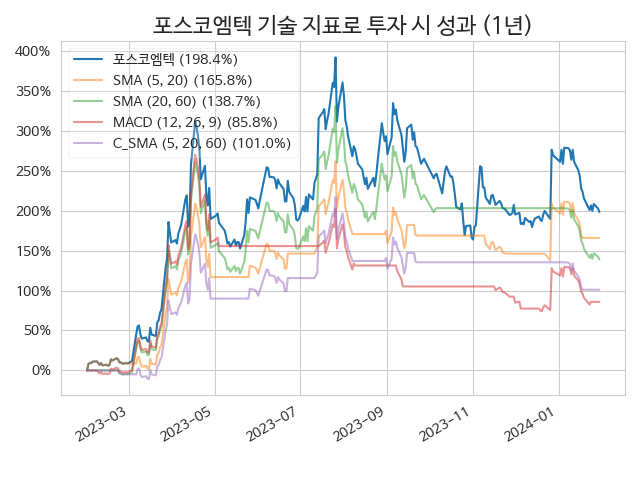 포스코엠텍 기술 지표로 투자 시 성과 (1년)
400%
350%
300%
250%
200%
150%
100%
50%
0%
포스코엠텍 (198.4%)
SMA (5, 20) (165.8%)
SMA (20, 60) (138.7%)
MACD (12, 26, 9) (85.8%)
C_SMA (5, 20, 60) (101.0%)
2023-03
2023-05
2023-07
2023-09
2023-11
2024-01